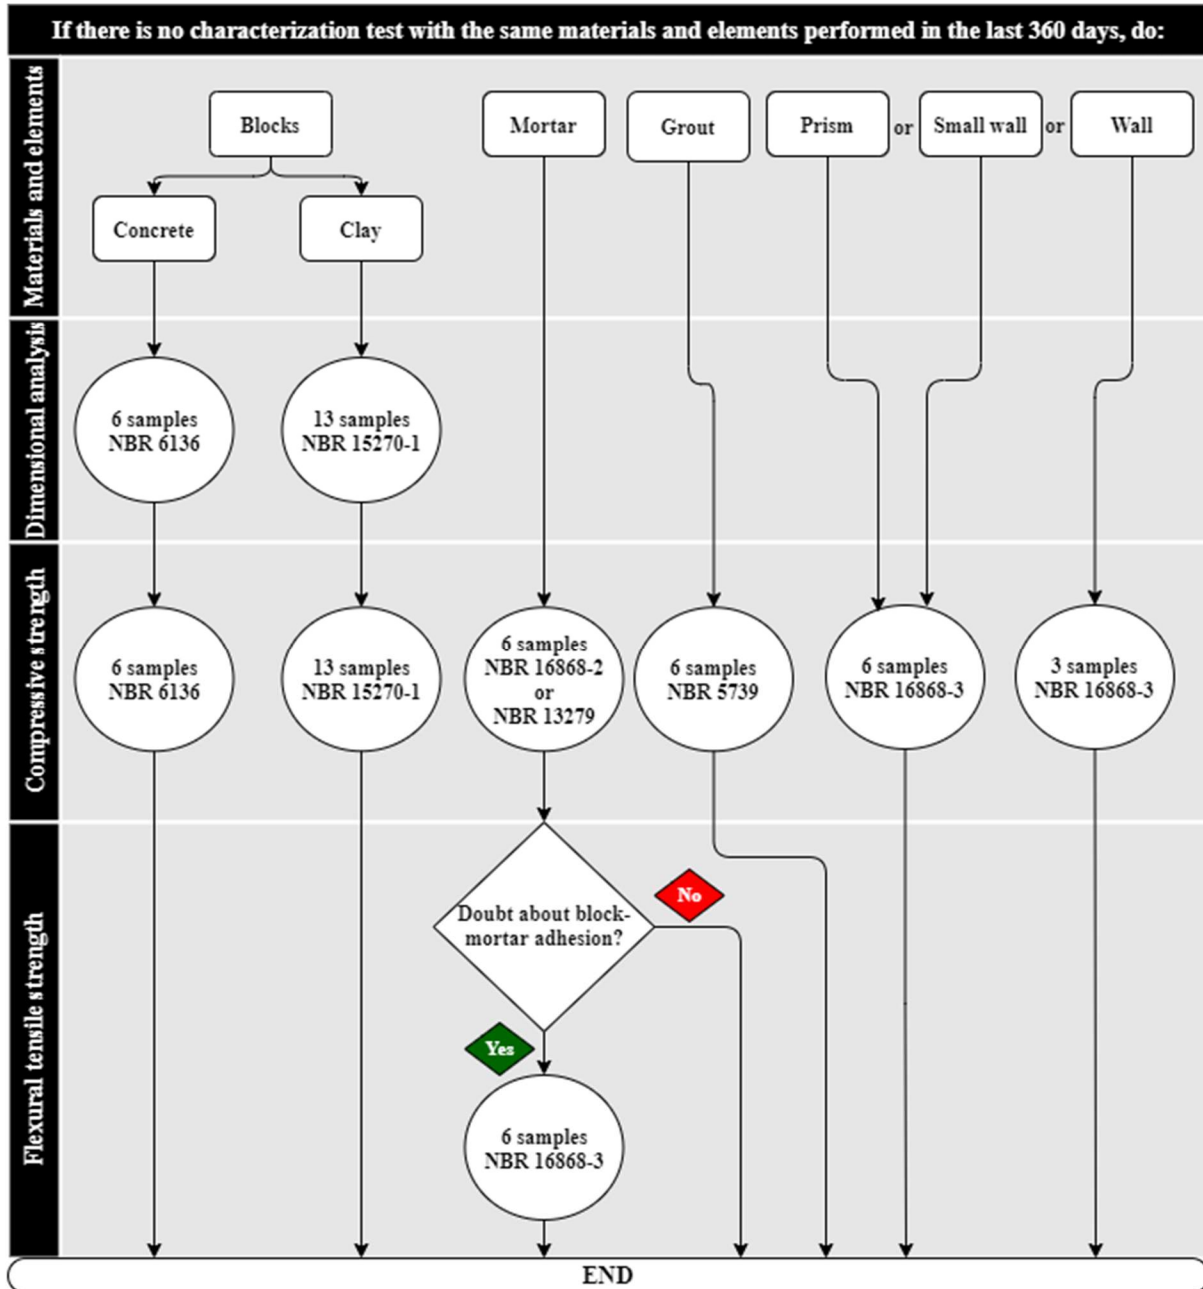 If there is no characterization test with the same materials and elements performed in the last 360 days, do:
Materials and elements
Blocks
Mortar
Grout
Prism
or
Small wall
or
Wall
Concrete
Clay
Dimensional analysis
6 samples
NBR 6136
13 samples
NBR 15270-1
Compressive strength
6 samples
NBR 6136
13 samples
NBR 15270-1
6 samples
NBR 16868-2
or
NBR 13279
6 samples
NBR 5739
6 samples
NBR 16868-3
3 samples
NBR 16868-3
Flexural tensile strength
Doubt about block-
mortar adhesion?
No
Yes
6 samples
NBR 16868-3
END